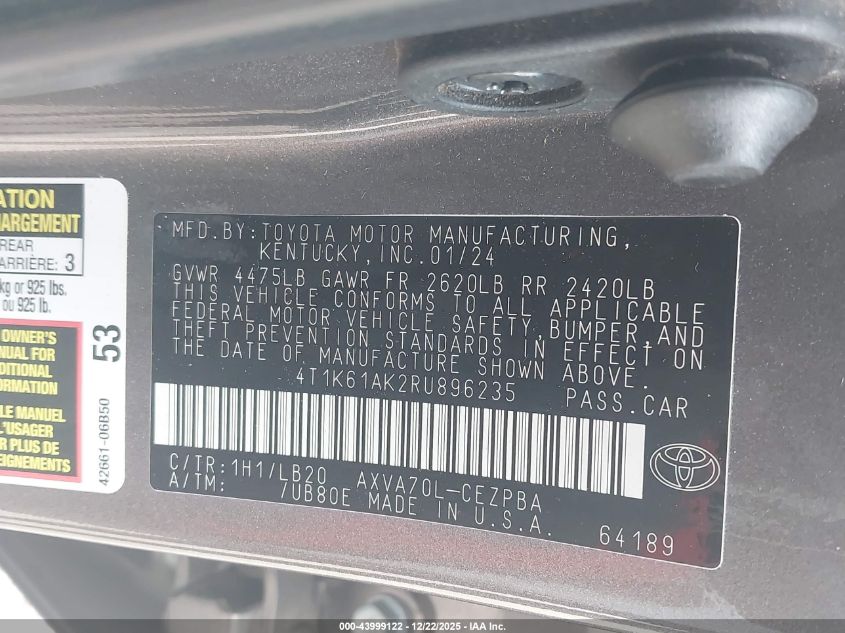 ATION
HARGEMENT
REAR
ARRIÈRE: 3
kg or 925 lbs.
ou 925 lb.
OWNER'S
NUAL FOR
DITIONAL
FORMATION
LE MANUEL
L'USAGER
R PLUS DE
EIGNEMENTS
53
42661-06B50
MFD.BY:TOYOTA MOTOR MANUFACTURING,
KENTUCKY, INC.01/24
GVWR 4475LB GAWR FR 2620LB RR 2420LB
THIS VEHICLE CONFORMS TO ALL APPLICABLE
FEDERAL MOTOR VEHICLE SAFETY,BUMPER,AND
THEFT PREVENTION STANDARDS IN EFFECT ON
THE DATE OF MANUFACTURE SHOWN ABOVE.
4T1K61AK2RU896235 PASS.CAR
C/TR:1H1/LB20 AXVA70L-CEZPBA
A/TM: /UB80E MADE IN U.S.A.
64189
000-43999122 - 12/22/2025 - IAA Inc.